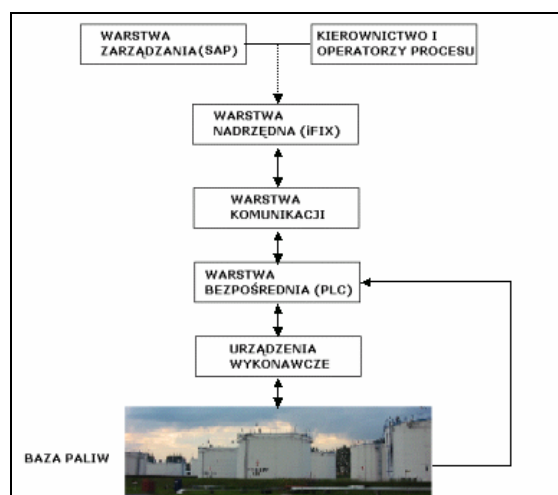 WARSTWA
ZARZĄDZANIA(SAP)
KIEROWNICTWO I
OPERATORZY PROCESU
WARSTWA
NADRZĘDNA (iFIX)
WARSTWA
KOMUNIKACJI
WARSTWA
BEZPOŚREDNIA (PLC)
URZĄDZENIA
WYKONAWCZE
BAZA PALIW